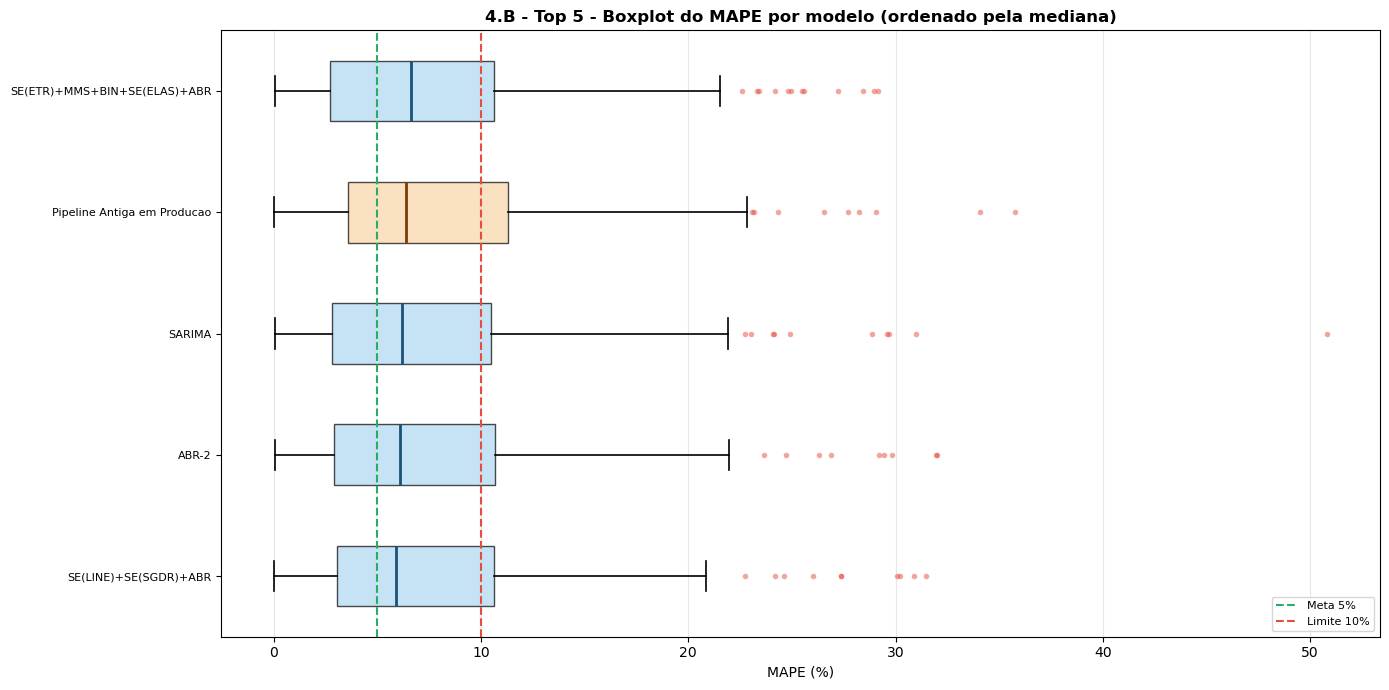 4.B - Top 5 - Boxplot do MAPE por modelo (ordenado pela mediana)
SE(ETR)+MMS+BIN+SE(ELAS)+ABR
Pipeline Antiga em Producao
SARIMA
ABR-2
SE(LINE)+SE(SGDR)+ABR
Meta 5%
Limite 10%
0 10 20 30 40 50
MAPE (%)